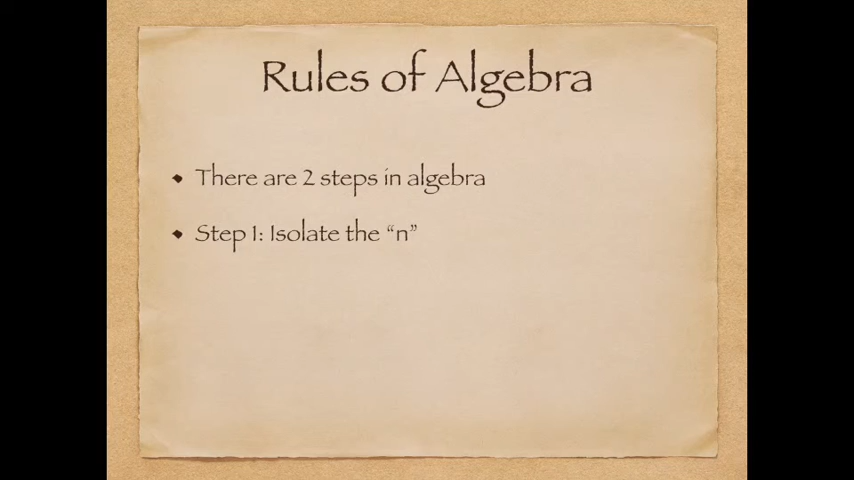 Rules of Algebra
• There are 2 steps in algebra
• Step 1: Isolate the “n”